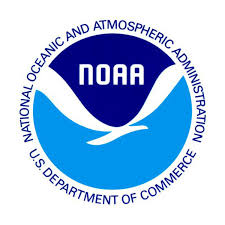 NATIONAL OCEANIC AND ATMOSPHERIC ADMINISTRATION
NOAA
U.S. DEPARTMENT OF COMMERCE